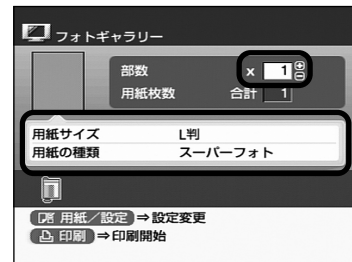 フォトギャラリー
部数 x 1
用紙枚数 合計 1
用紙サイズ L判
用紙の種類 スーパーフォト
用紙／設定 ⇒設定変更
印刷 ⇒印刷開始